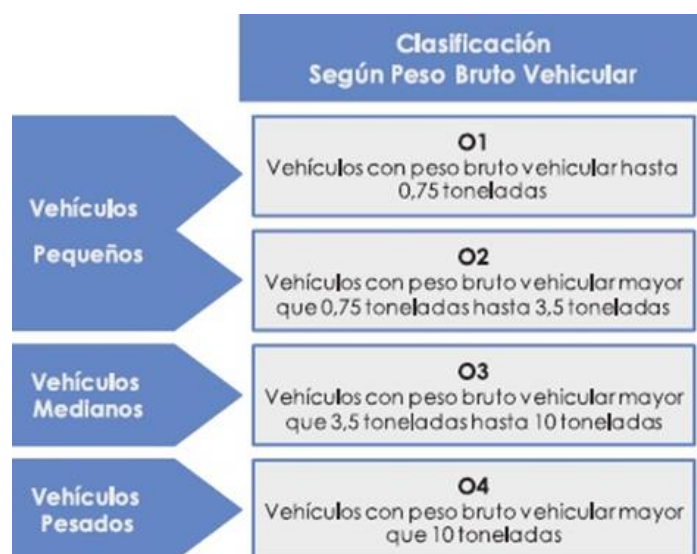 Clasificación
Según Peso Bruto Vehicular
Vehículos
Pequeños
O1
Vehículos con peso bruto vehicular hasta
0,75 toneladas
O2
Vehículos con peso bruto vehicular mayor
que 0,75 toneladas hasta 3,5 toneladas
Vehículos
Medianos
O3
Vehículos con peso bruto vehicular mayor
que 3,5 toneladas hasta 10 toneladas
Vehículos
Pesados
O4
Vehículos con peso bruto vehicular mayor
que 10 toneladas